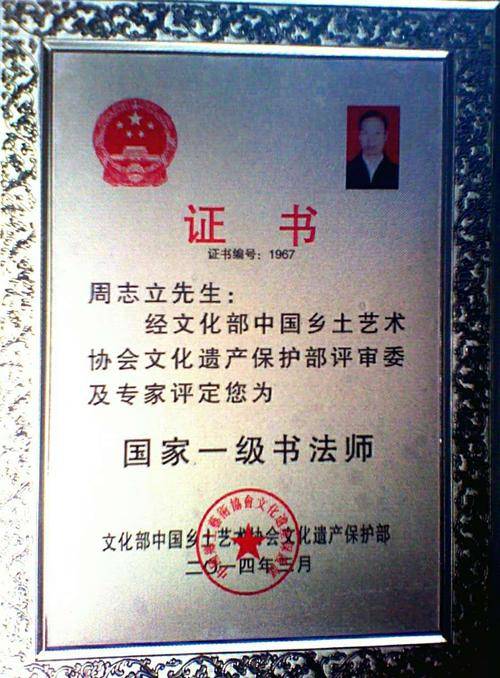 证 书
证书编号：1967
周志立先生：
经文化部中国乡土艺术
协会文化遗产保护部评审委
及专家评定您为
国家一级书法师
文化部中国乡土艺术协会文化遗产保护部
二〇一四年三月